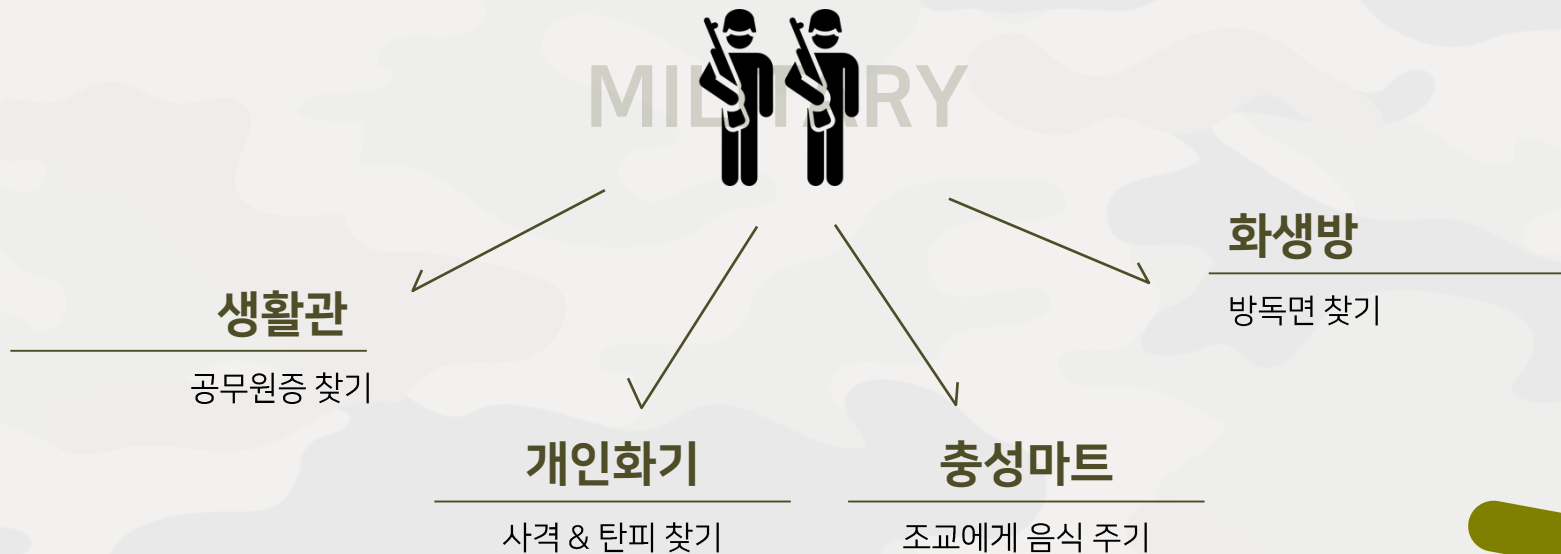 MILITARY
화생방
방독면 찾기
생활관
공무원증 찾기
개인화기
사격 & 탄피 찾기
충성마트
조교에게 음식 주기